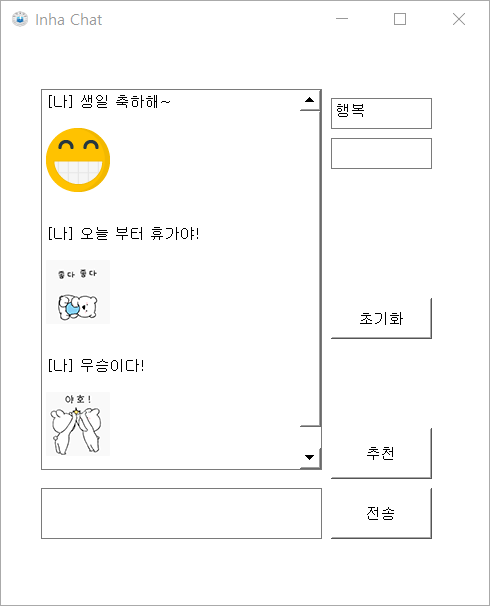 Inha Chat
[나] 생일 축하해~
[나] 오늘 부터 휴가야!
좋다 좋다
[나] 우승이다!
야호!
행복
초기화
추천
전송